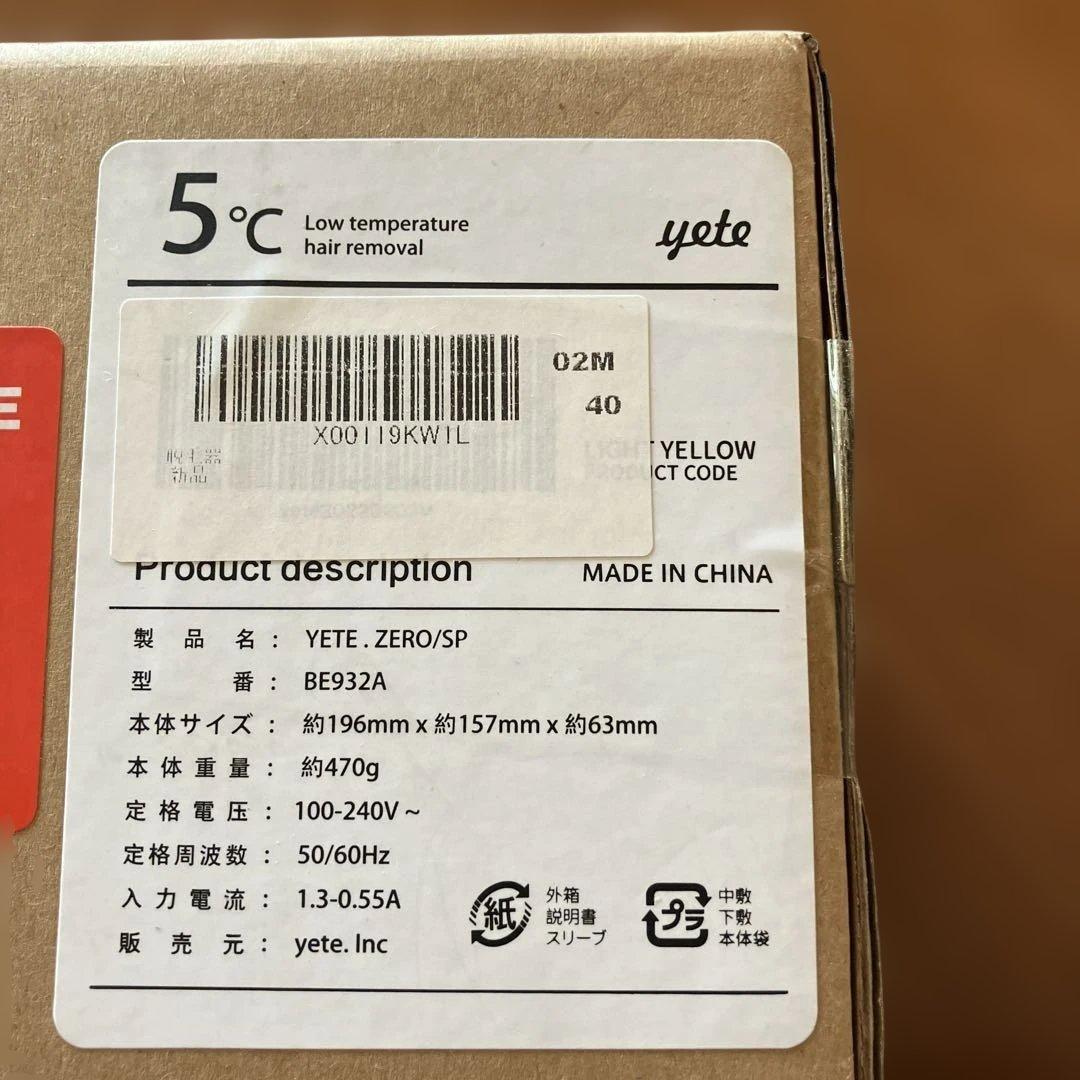 5℃ Low temperature
hair removal
yete
02M
40
X00119KW1L
脱毛器
新品
LIGHT YELLOW
PRODUCT CODE
Product description
MADE IN CHINA
製品名： YETE . ZERO/SP
型番： BE932A
本体サイズ： 約196mm x 約157mm x 約63mm
本体重量： 約470g
定格電圧： 100-240V ~
定格周波数： 50/60Hz
入力電流： 1.3-0.55A
販売元： yete. Inc
紙
外箱
説明書
スリーブ
プラ
中敷
下敷
本体袋
E